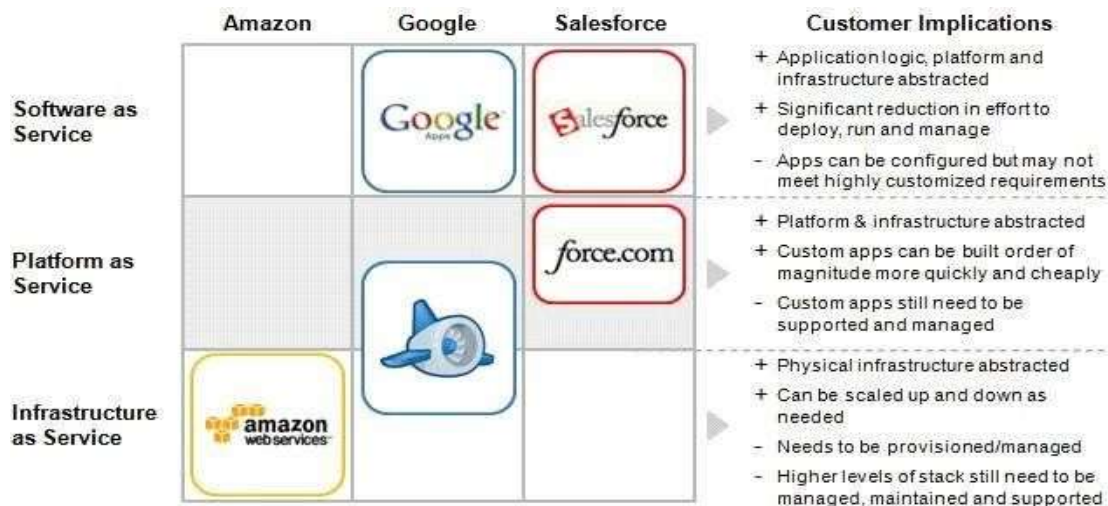 Amazon
Google
Salesforce
Customer Implications
Software as
Service
Google
Apps
salesforce
+ Application logic, platform and
infrastructure abstracted
+ Significant reduction in effort to
deploy, run and manage
- Apps can be configured but may not
meet highly customized requirements
Platform as
Service
force.com
+ Platform & infrastructure abstracted
+ Custom apps can be built order of
magnitude more quickly and cheaply
- Custom apps still need to be
supported and managed
Infrastructure
as Service
amazon
webservices™
+ Physical infrastructure abstracted
+ Can be scaled up and down as
needed
- Needs to be provisioned/managed
- Higher levels of stack still need to be
managed, maintained and supported